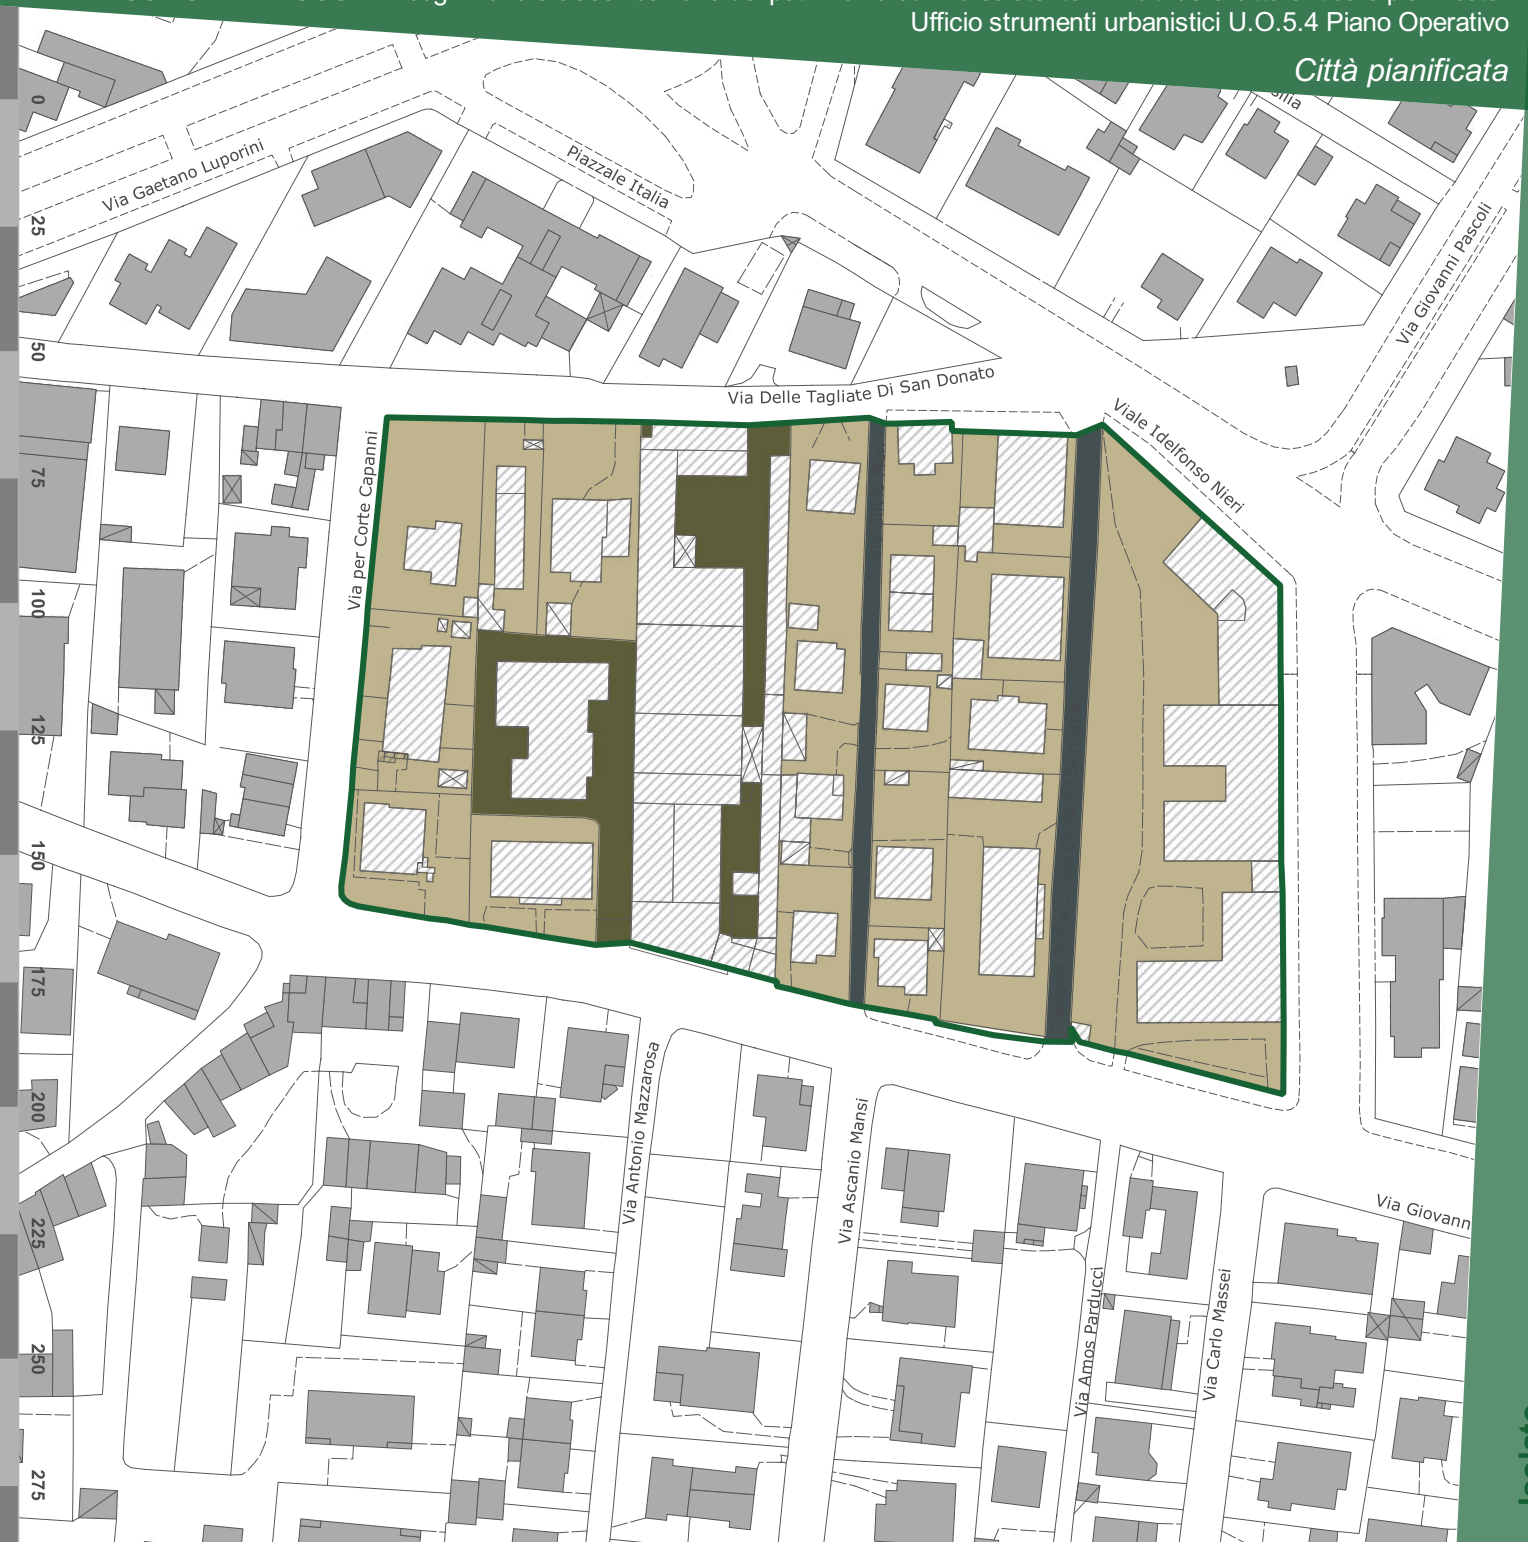 Ufficio strumenti urbanistici U.O.5.4 Piano Operativo
Città pianificata
0
25
50
75
100
125
150
175
200
225
250
275
Via Gaetano Luporini
Piazzale Italia
Via Giovanni Pascoli
Via Delle Tagliate Di San Donato
Viale Idelfonso Nieri
Via per Corte Capanni
Via Antonio Mazzarosa
Via Ascanio Mansi
Via Amos Parducci
Via Carlo Massei
Via Giovann